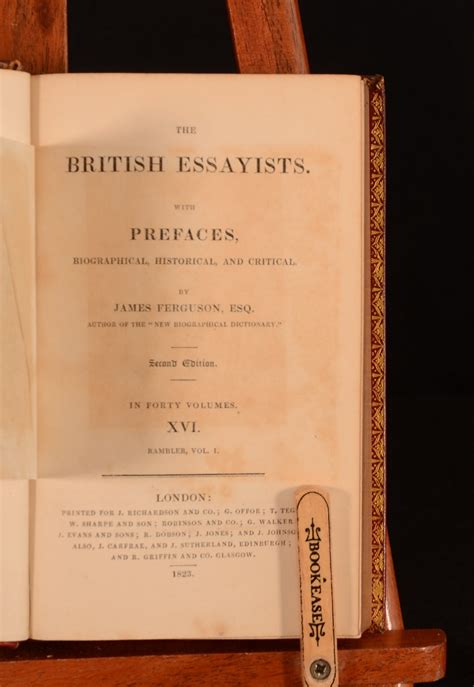 THE
BRITISH ESSAYISTS.
WITH
PREFACES,
BIOGRAPHICAL, HISTORICAL, AND CRITICAL.
BY
JAMES FERGUSON, ESQ.
AUTHOR OF THE "NEW BIOGRAPHICAL DICTIONARY."
Second Edition.
IN FORTY VOLUMES.
XVI.
RAMBLER, VOL. I.
LONDON:
PRINTED FOR J. RICHARDSON AND CO.; G. OFFOR; T. TEG
W. SHARPE AND SON; ROBINSON AND CO.; G. WALKER
J. EVANS AND SONS; R. DOBSON; J. JONES; AND J. JOHNSO
ALSO, J. CARFRAE, AND J. SUTHERLAND, EDINBURGH;
AND R. GRIFFIN AND CO. GLASGOW.
1823.
BOOKEASE